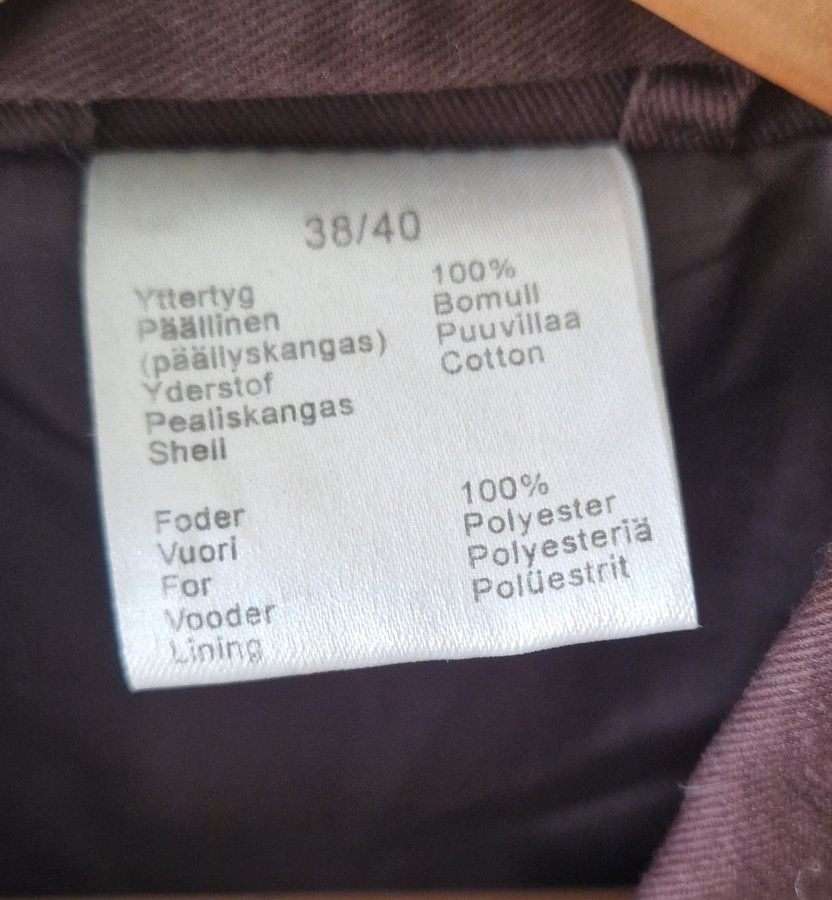 38/40
Yttertyg
Päällinen
(päällyskangas)
Yderstof
Pealiskangas
Shell
100%
Bomull
Puuvillaa
Cotton
Foder
Vuori
For
Vooder
Lining
100%
Polyester
Polyesteriä
Polüestrit